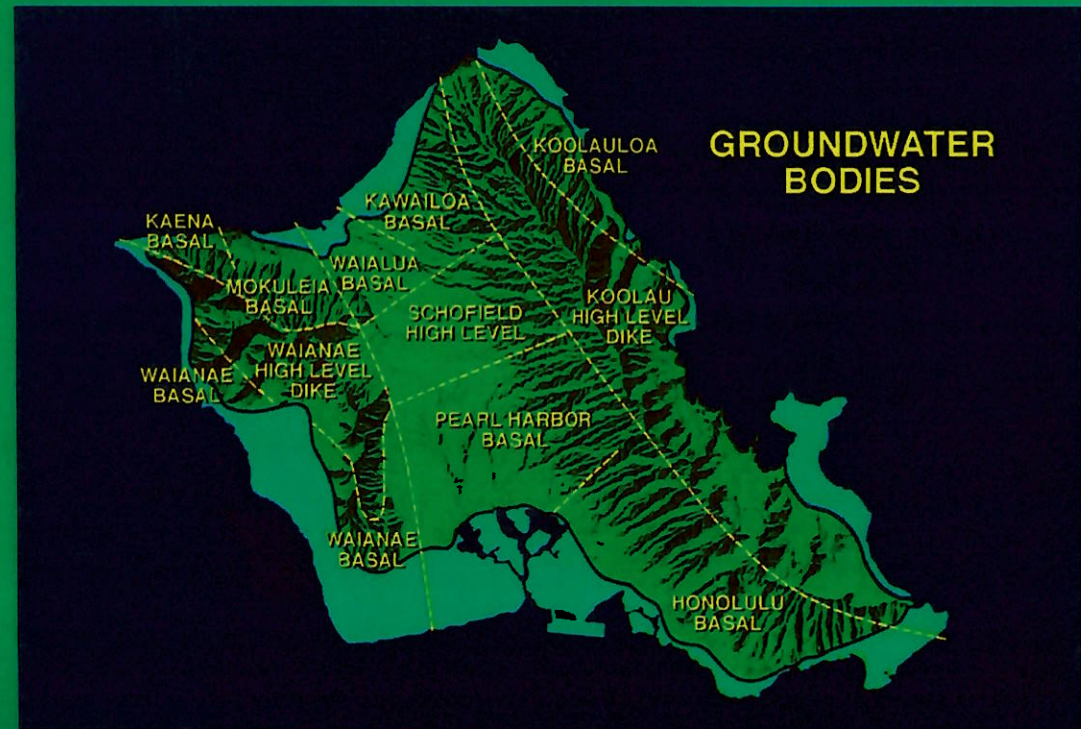 GROUNDWATER
BODIES
KOOLAULOA
BASAL
KAWAILOA
BASAL
KAENA
BASAL
WAIALUA
BASAL
MOKULEIA
BASAL
KOOLAU
HIGH LEVEL
DIKE
SCHOFIELD
HIGH LEVEL
WAIANAE
HIGH LEVEL
DIKE
WAIANAE
BASAL
PEARL HARBOR
BASAL
WAIANAE
BASAL
HONOLULU
BASAL